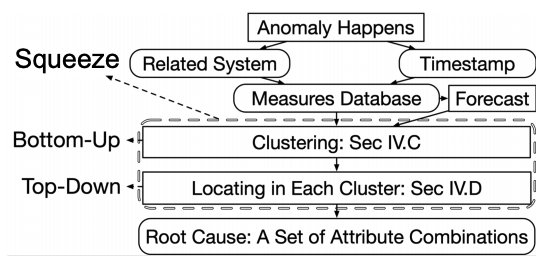 Anomaly Happens
Squeeze
Related System
Timestamp
Measures Database
Forecast
Bottom-Up
Clustering: Sec IV.C
Top-Down
Locating in Each Cluster: Sec IV.D
Root Cause: A Set of Attribute Combinations